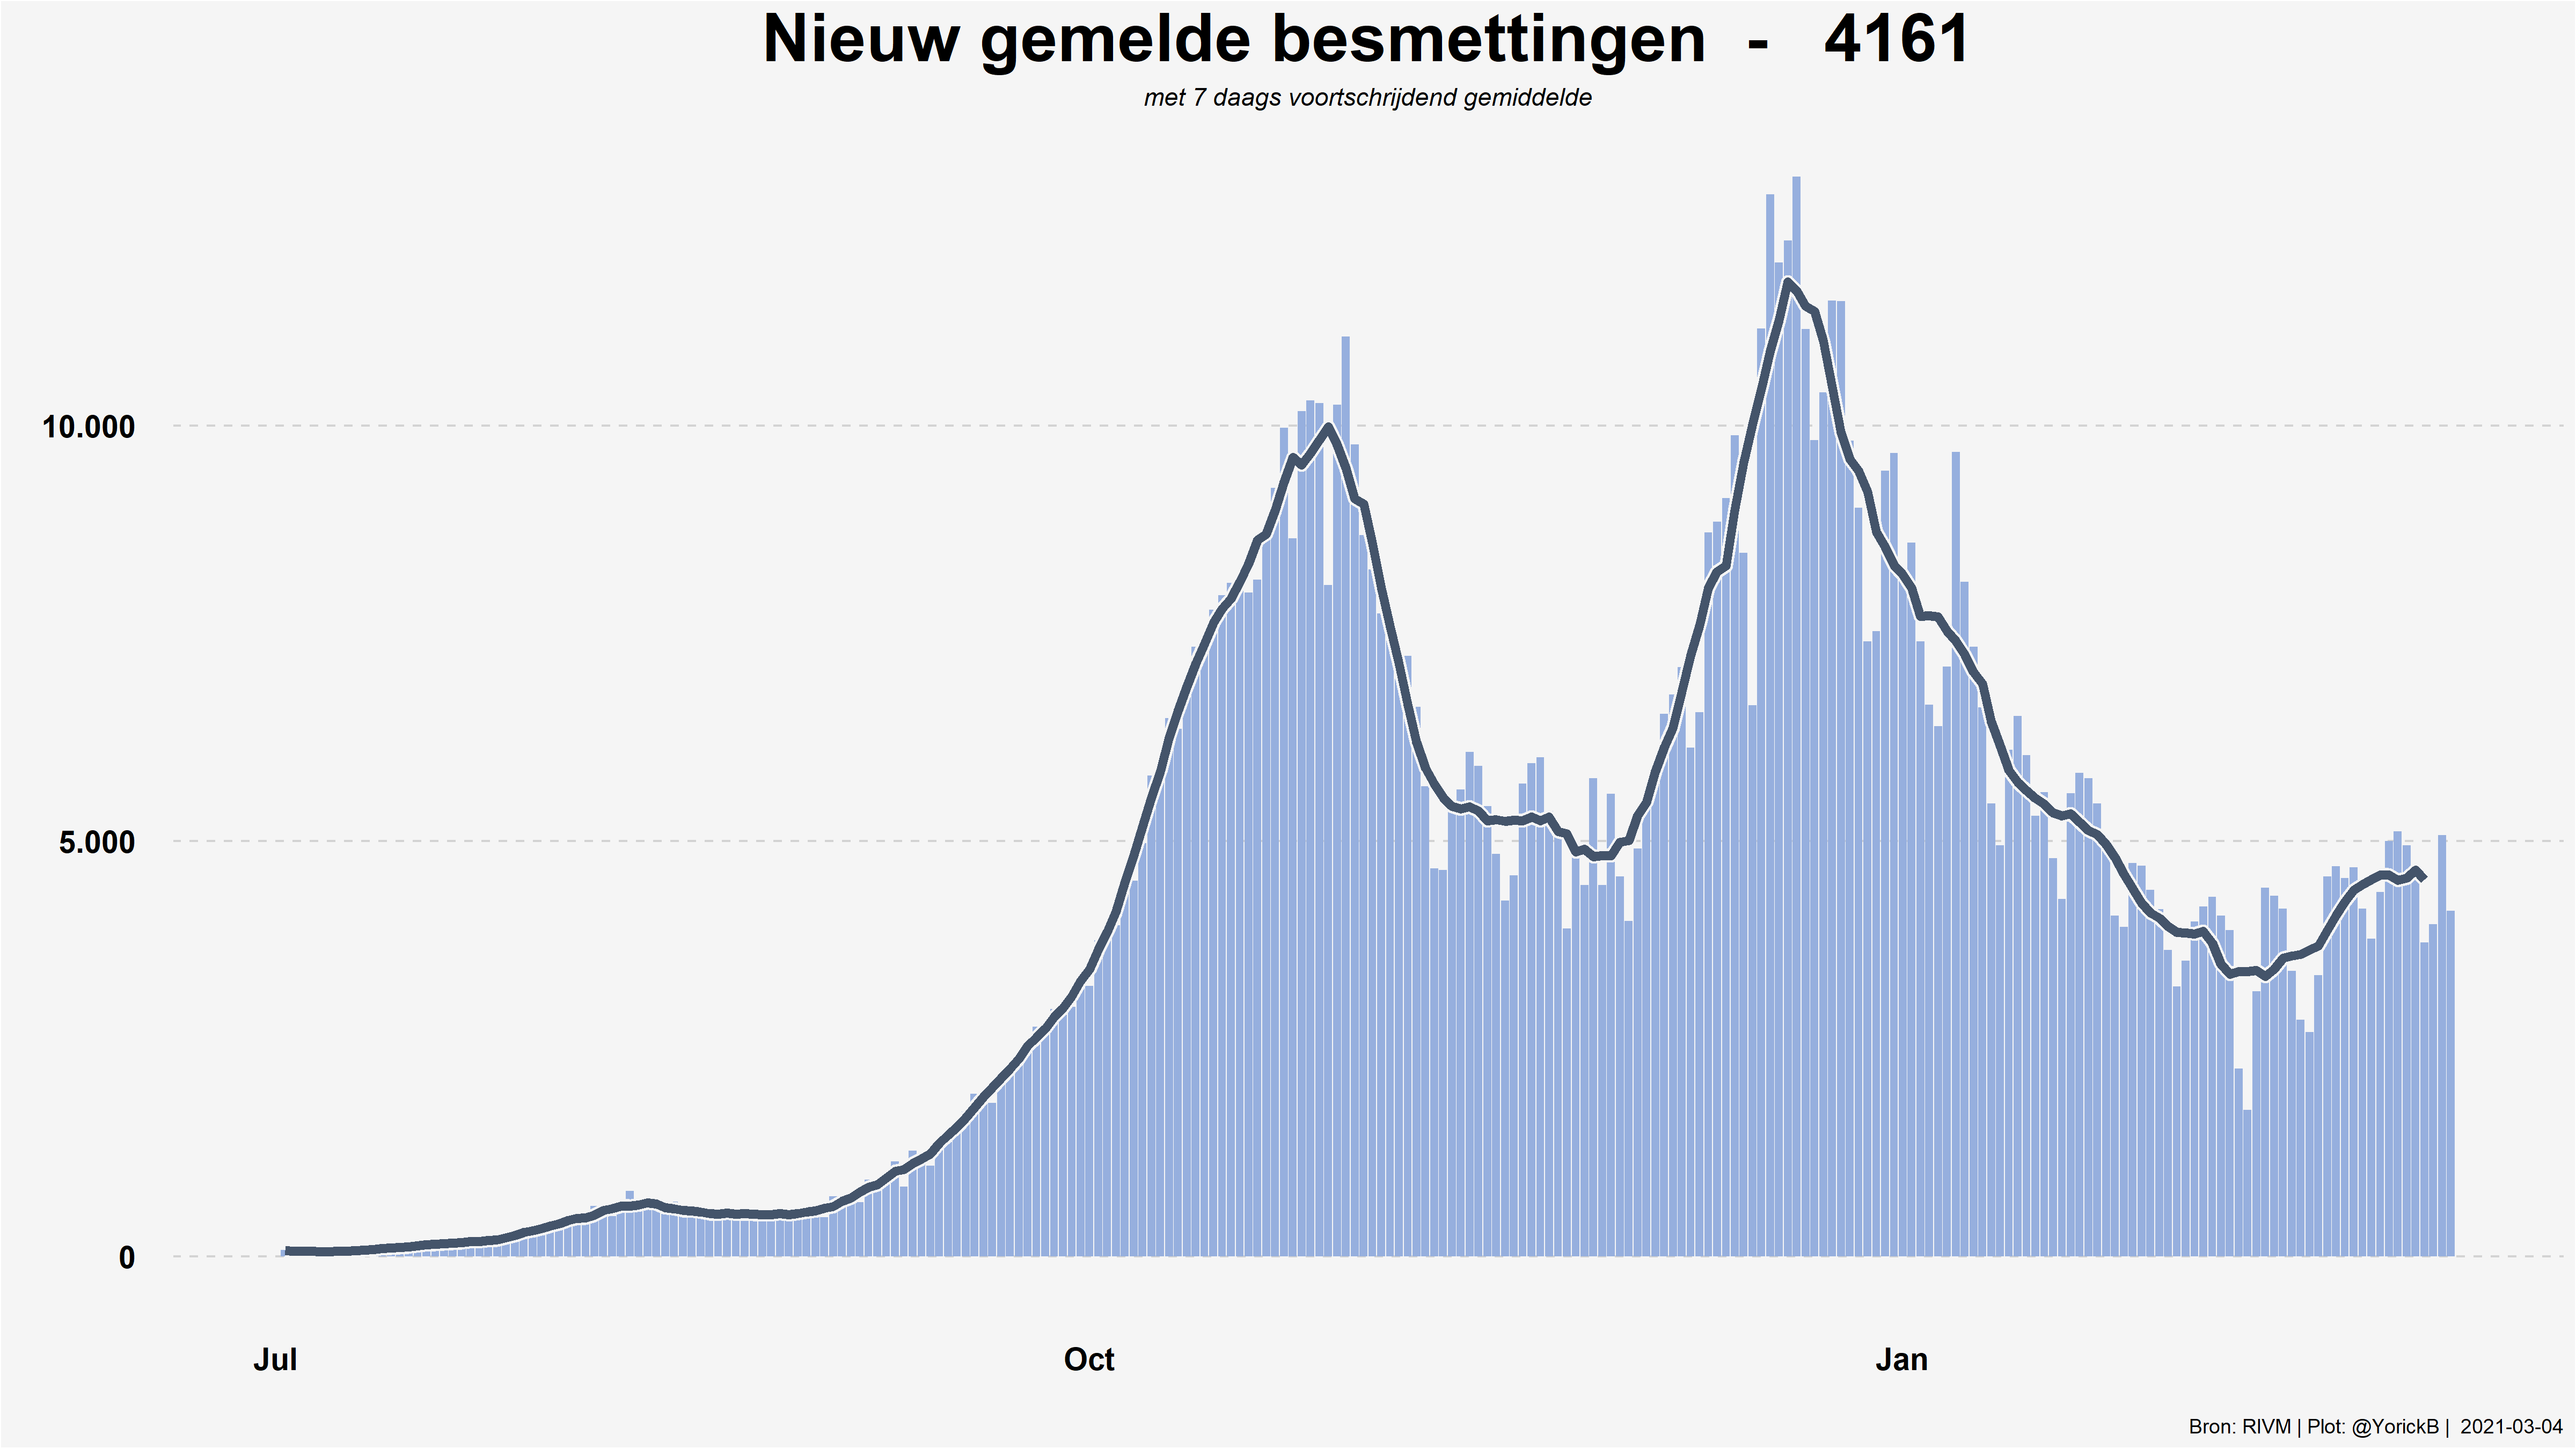 Nieuw gemelde besmettingen - 4161
met 7 daags voortschrijdend gemiddelde
10.000
5.000
0
Jul Oct Jan
Bron: RIVM | Plot: @YorickB | 2021-03-04